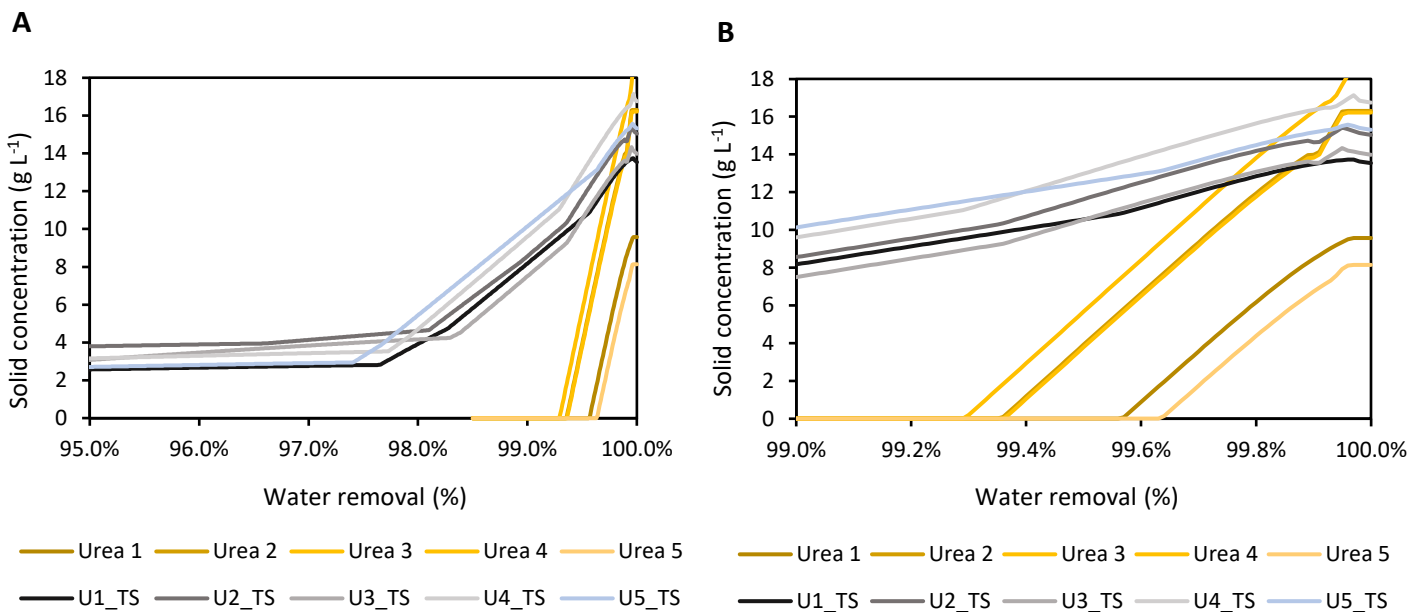 A
Solid concentration (g L-1)
18
16
14
12
10
8
6
4
2
0
95.0% 96.0% 97.0% 98.0% 99.0% 100.0%
Water removal (%)
Urea 1 Urea 2 Urea 3 Urea 4 Urea 5
U1_TS U2_TS U3_TS U4_TS U5_TS
B
Solid concentration (g L-1)
18
16
14
12
10
8
6
4
2
0
99.0% 99.2% 99.4% 99.6% 99.8% 100.0%
Water removal (%)
Urea 1 Urea 2 Urea 3 Urea 4 Urea 5
U1_TS U2_TS U3_TS U4_TS U5_TS